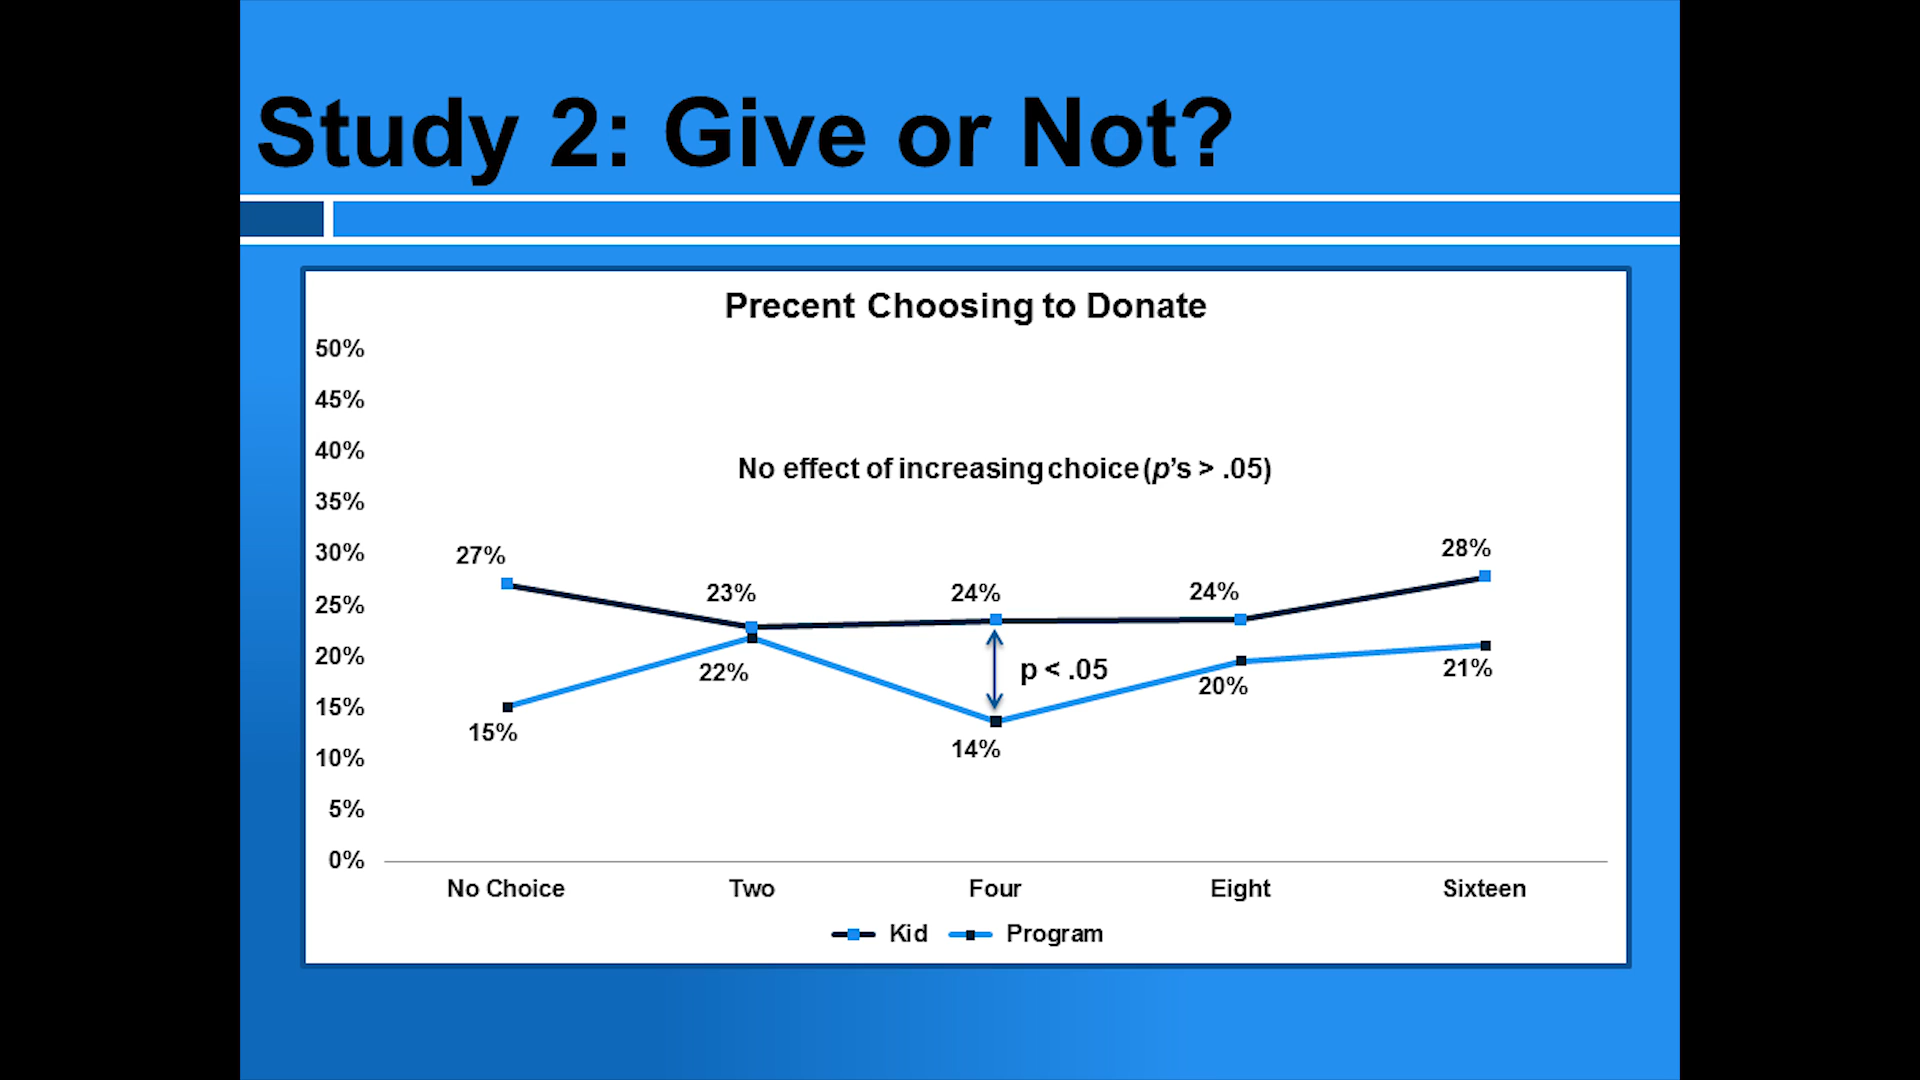 Study 2: Give or Not?
Precent Choosing to Donate
50%
45%
40%
35%
30%
25%
20%
15%
10%
5%
0%
No effect of increasing choice (p's > .05)
27%
23%
24%
24%
28%
p < .05
15%
22%
14%
20%
21%
No Choice
Two
Four
Eight
Sixteen
Kid
Program